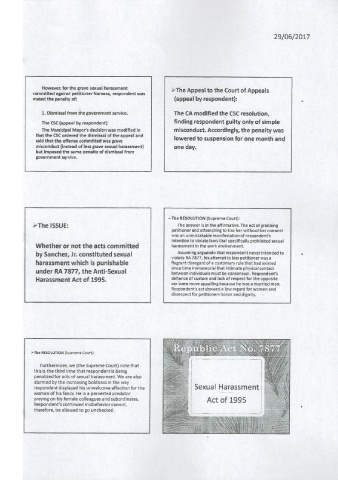 29/06/2017
However, for the grave sexual harassment
committed against petitioner Narvasa, respondent was
meted the penalty of:
1. Dismissal from the government service.
The CSC (appeal by respondent):
The Municipal Mayor's decision was modified in
that the CSC ordered the dismissal of the appeal and
said that the offense committed was grave
misconduct (instead of less grave sexual harassment)
but imposed the same penalty of dismissal from
government service.
➢The Appeal to the Court of Appeals
(appeal by respondent):
The CA modified the CSC resolution,
finding respondent guilty only of simple
misconduct. Accordingly, the penalty was
lowered to suspension for one month and
one day.
➢The ISSUE:
Whether or not the acts committed
by Sanchez, Jr. constituted sexual
harassment which is punishable
under RA 7877, the Anti-Sexual
Harassment Act of 1995.
➢The RESOLUTION (Supreme Court):
The answer is in the affirmative. The act of grabbing
petitioner and attempting to kiss her without her consent
was an unmistakable manifestation of respondent's
intention to violate laws that specifically prohibited sexual
harassment in the work environment.
Assuming arguendo that respondent never intended to
violate RA 7877, his attempt to kiss petitioner was a
flagrant disregard of a customary rule that had existed
since time immemorial that intimate physical contact
between individuals must be consensual. Respondent's
defiance of custom and lack of respect for the opposite
sex were more appalling because he was a married man.
Respondent's act showed a low regard for women and
disrespect for petitioner's honor and dignity.
➢The RESOLUTION (Supreme Court):
Furthermore, we (the Supreme Court) note that
this is the third time that respondent is being
penalized for acts of sexual harassment. We are also
alarmed by the increasing boldness in the way
respondent displayed his unwelcome affection for the
women of his fancy. He is a perverted predator
preying on his female colleagues and subordinates.
Respondent's continued misbehavior cannot,
therefore, be allowed to go unchecked.
Republic Act No. 7877
Sexual Harassment
Act of 1995